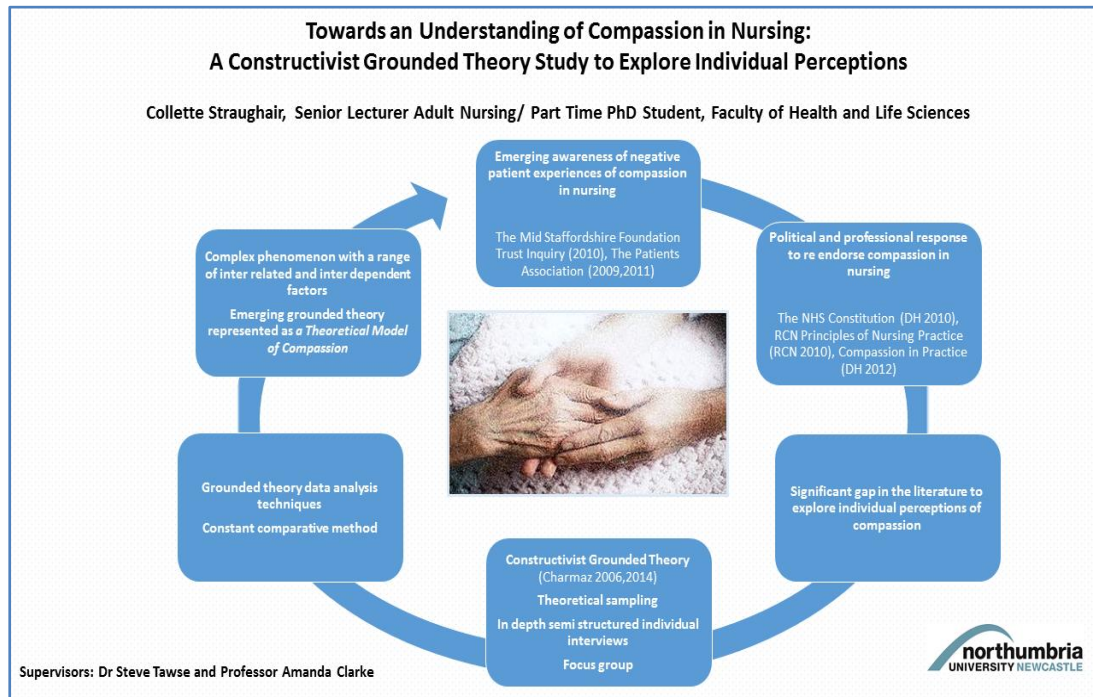 Towards an Understanding of Compassion in Nursing:
A Constructivist Grounded Theory Study to Explore Individual Perceptions
Collette Straughair, Senior Lecturer Adult Nursing/ Part Time PhD Student, Faculty of Health and Life Sciences
Emerging awareness of negative
patient experiences of compassion
in nursing
The Mid Staffordshire Foundation
Trust Inquiry (2010), The Patients
Association (2009,2011)
Political and professional response
to re endorse compassion in
nursing
The NHS Constitution (DH 2010),
RCN Principles of Nursing Practice
(RCN 2010), Compassion in Practice
(DH 2012)
Significant gap in the literature to
explore individual perceptions of
compassion
Constructivist Grounded Theory
(Charmaz 2006,2014)
Theoretical sampling
In depth semi structured individual
interviews
Focus group
Grounded theory data analysis
techniques
Constant comparative method
Complex phenomenon with a range
of inter related and inter dependent
factors
Emerging grounded theory
represented as a Theoretical Model
of Compassion
Supervisors: Dr Steve Tawse and Professor Amanda Clarke
northumbria
UNIVERSITY NEWCASTLE